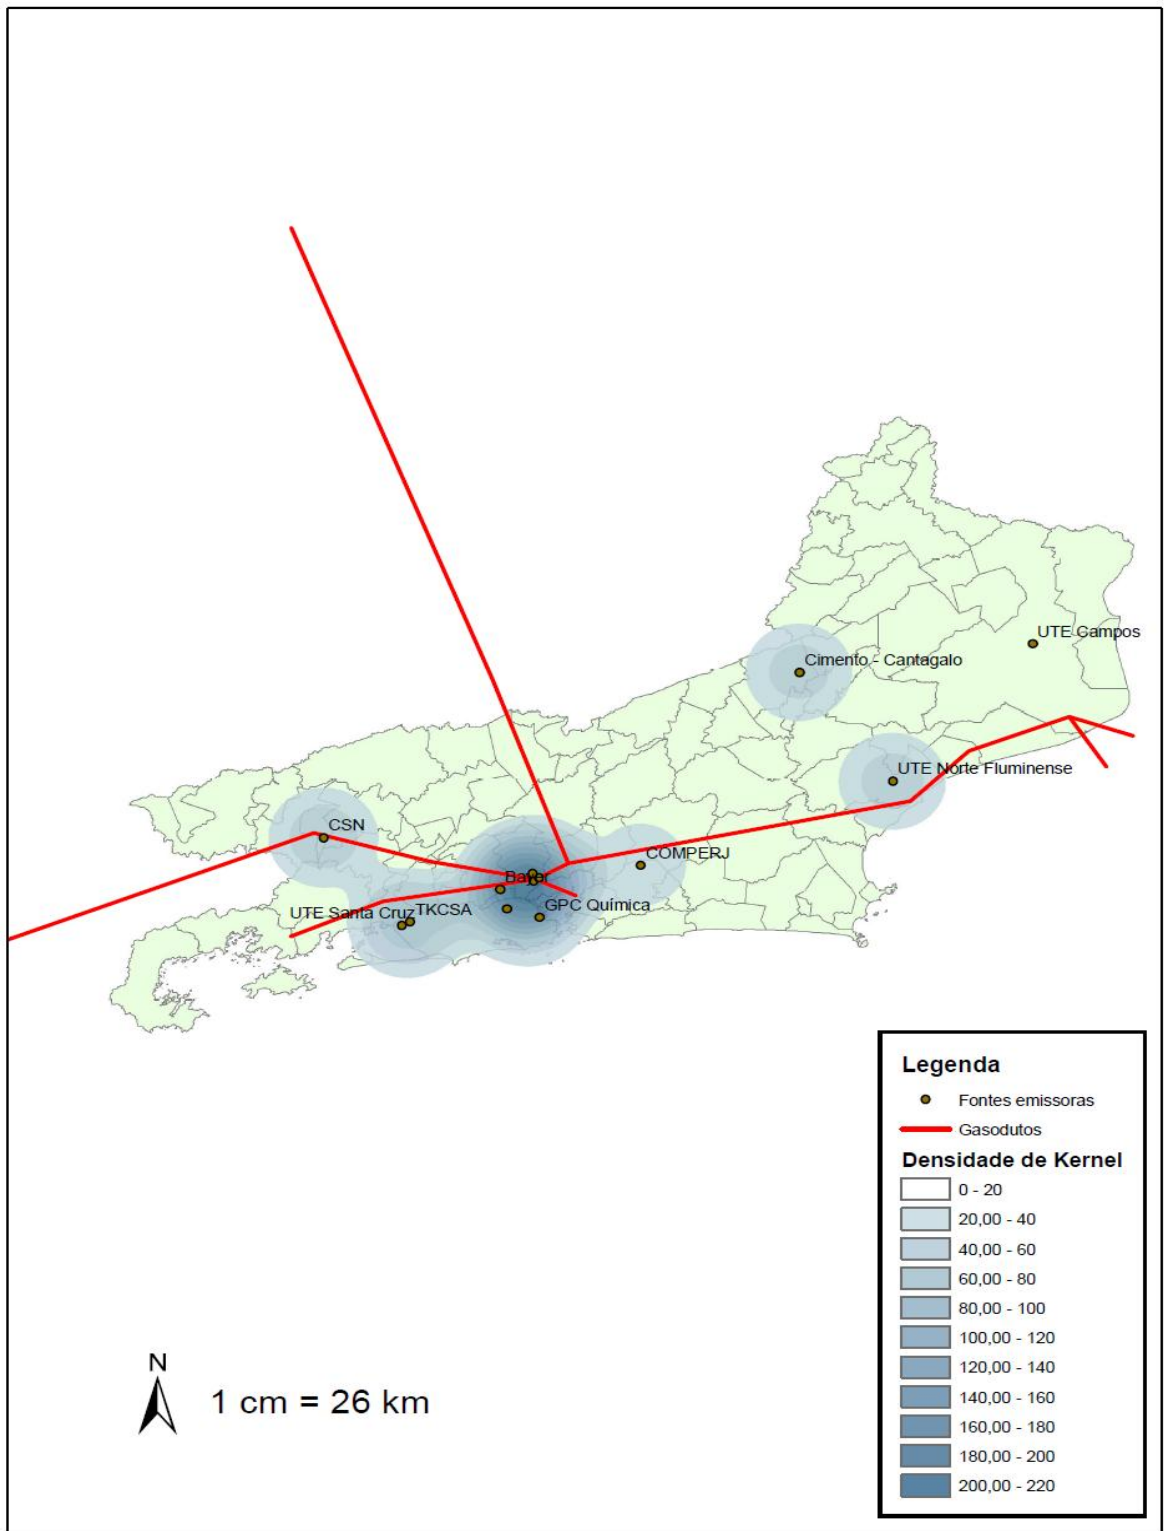 UTE Campos
Cimento - Cantagalo
UTE Norte Fluminense
CSN
COMPERJ
Bayer
GPC Química
UTE Santa Cruz
TKCSA
Legenda
Fontes emissoras
Gasodutos
Densidade de Kernel
0 - 20
20,00 - 40
40,00 - 60
60,00 - 80
80,00 - 100
100,00 - 120
120,00 - 140
140,00 - 160
160,00 - 180
180,00 - 200
200,00 - 220
N
1 cm = 26 km